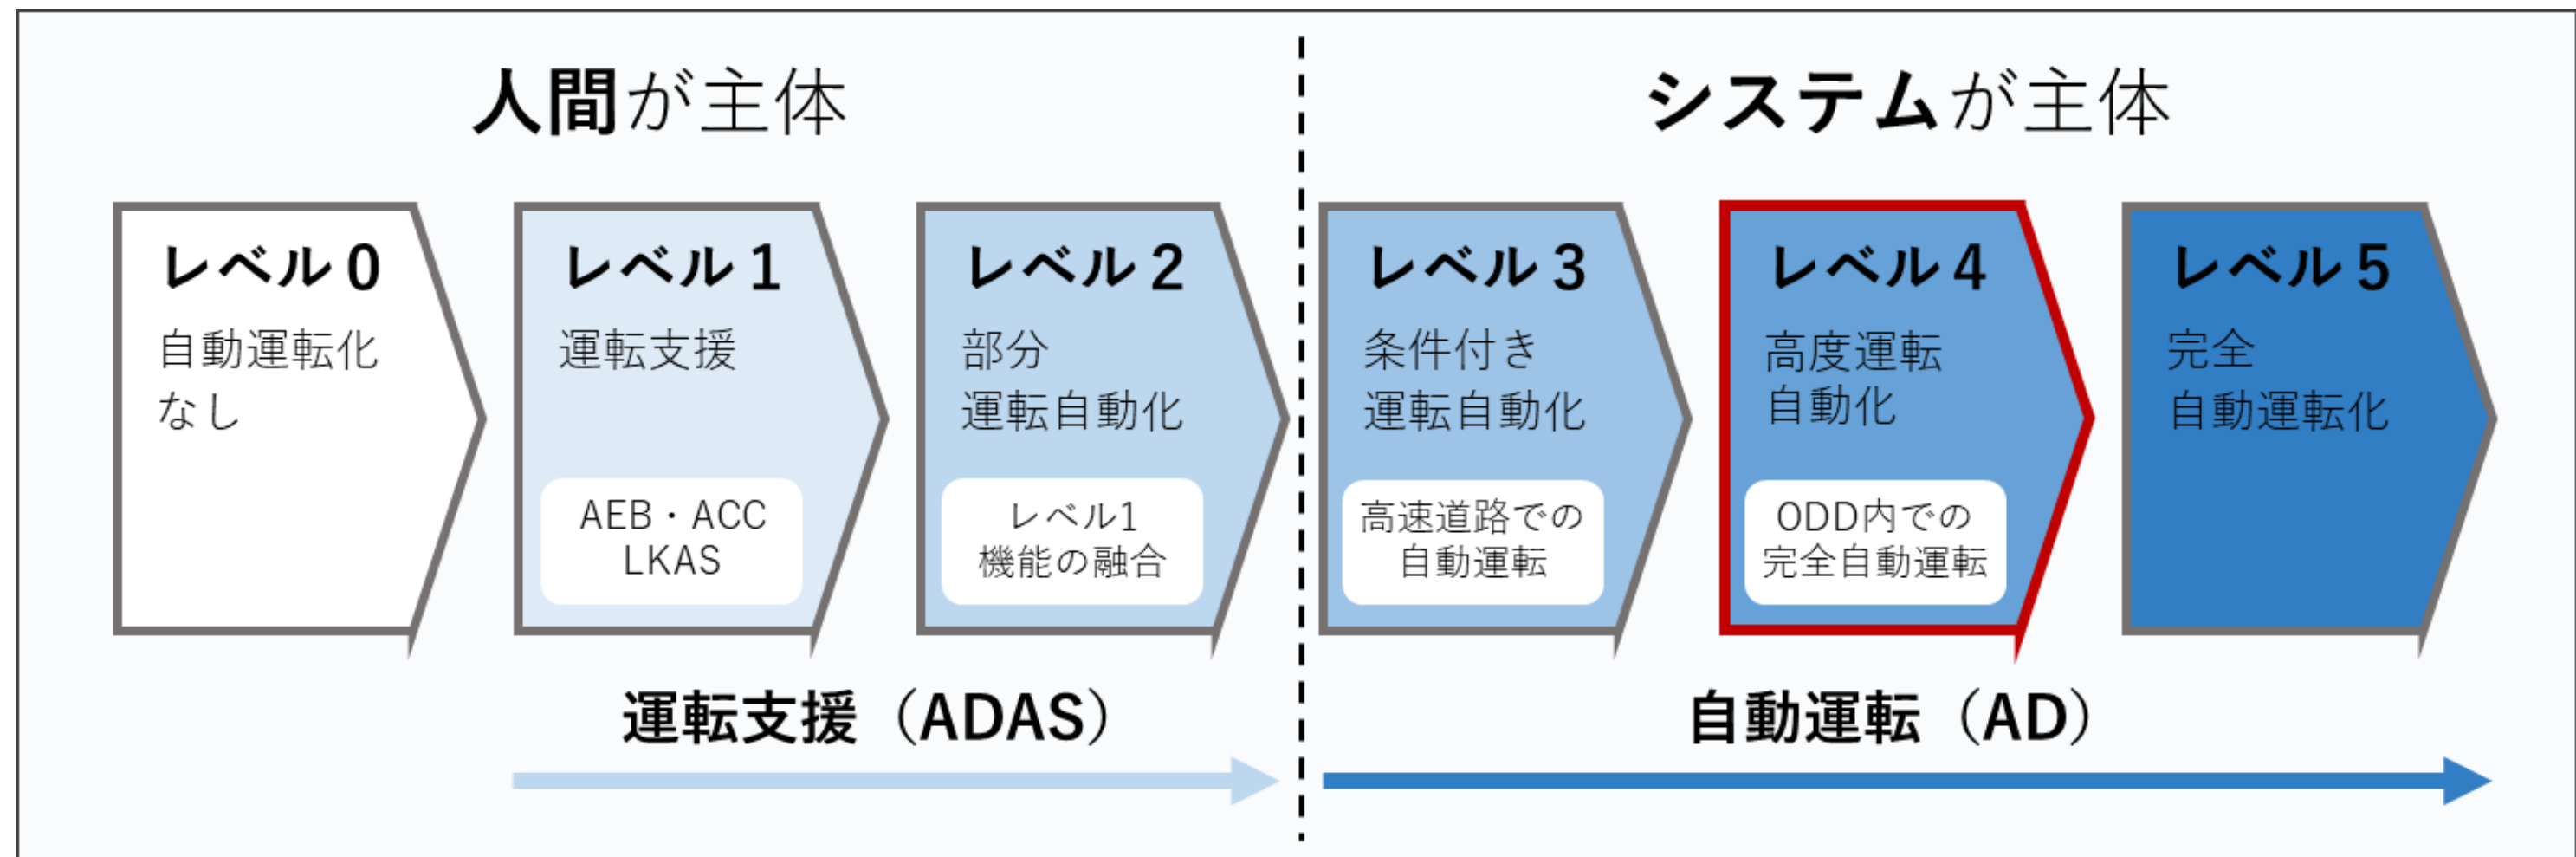 人間が主体
システムが主体
レベル0
自動運転化
なし
レベル1
運転支援
AEB・ACC
LKAS
レベル2
部分
運転自動化
レベル1
機能の融合
レベル3
条件付き
運転自動化
高速道路での
自動運転
レベル4
高度運転
自動化
ODD内での
完全自動運転
レベル5
完全
自動運転化
運転支援（ADAS）
自動運転（AD）